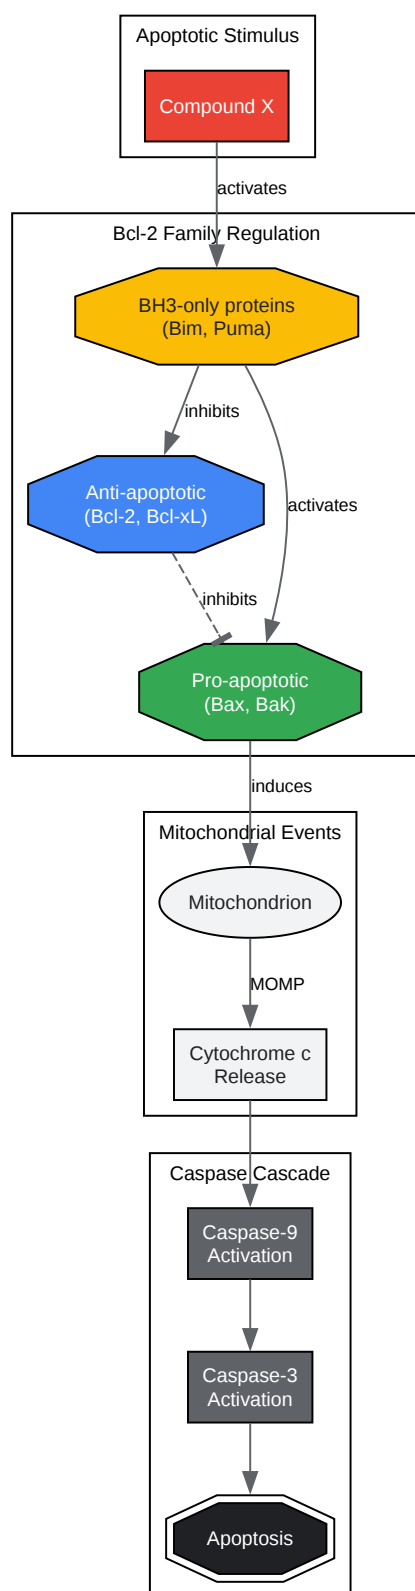 Apoptotic Stimulus
Compound X
activates
Bcl-2 Family Regulation
BH3-only proteins
(Bim, Puma)
inhibits
Anti-apoptotic
(Bcl-2, Bcl-xL)
activates
inhibits
Pro-apoptotic
(Bax, Bak)
induces
Mitochondrial Events
Mitochondrion
MOMP
Cytochrome c
Release
Caspase Cascade
Caspase-9
Activation
Caspase-3
Activation
Apoptosis